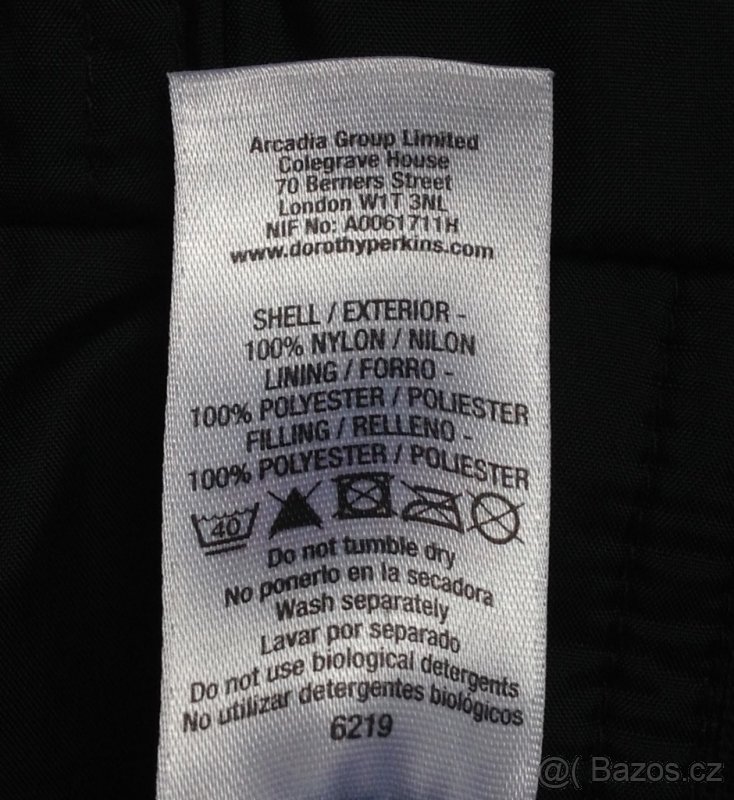 Arcadia Group Limited
Colegrave House
70 Berners Street
London W1T 3NL
NIF No: A0061711H
www.dorothyperkins.com
SHELL / EXTERIOR -
100% NYLON / NILON
LINING / FORRO -
100% POLYESTER / POLIESTER
FILLING / RELLENO -
100% POLYESTER / POLIESTER
40
Do not tumble dry
No ponerlo en la secadora
Wash separately
Lavar por separado
Do not use biological detergents
No utilizar detergentes biológicos
6219
@( Bazos.cz